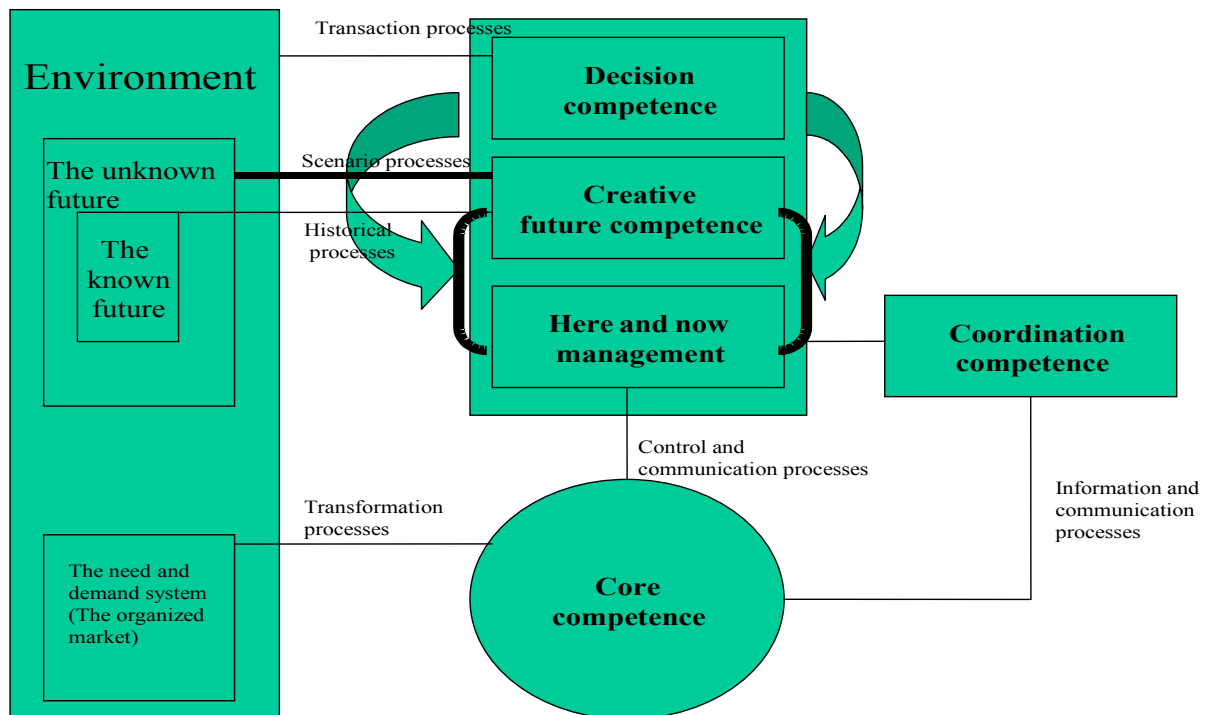 Transaction processes
Environment
Decision
competence
The unknown
future
Scenario processes
Creative
future competence
Historical
processes
The
known
future
Here and now
management
Coordination
competence
Control and
communication processes
Information and
communication
processes
Transformation
processes
The need and
demand system
(The organized
market)
Core
competence